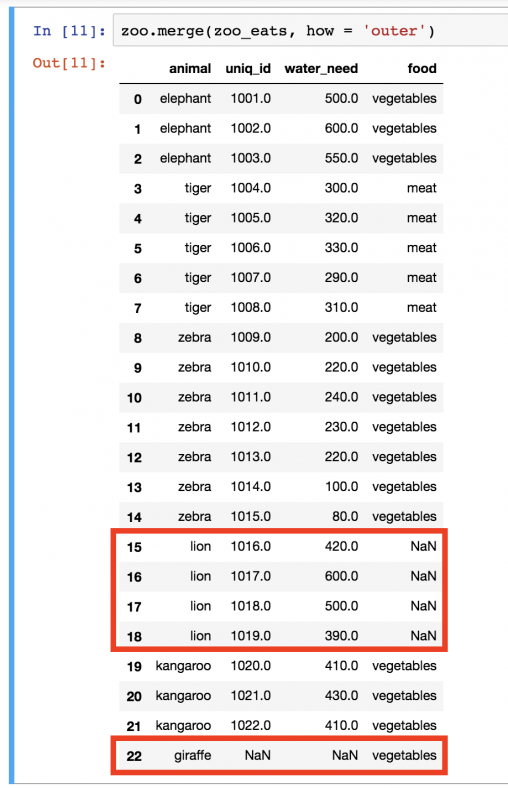 In [11]: zoo.merge(zoo_eats, how = 'outer')
Out[11]:
animal uniq_id water_need food
0 elephant 1001.0 500.0 vegetables
1 elephant 1002.0 600.0 vegetables
2 elephant 1003.0 550.0 vegetables
3 tiger 1004.0 300.0 meat
4 tiger 1005.0 320.0 meat
5 tiger 1006.0 330.0 meat
6 tiger 1007.0 290.0 meat
7 tiger 1008.0 310.0 meat
8 zebra 1009.0 200.0 vegetables
9 zebra 1010.0 220.0 vegetables
10 zebra 1011.0 240.0 vegetables
11 zebra 1012.0 230.0 vegetables
12 zebra 1013.0 220.0 vegetables
13 zebra 1014.0 100.0 vegetables
14 zebra 1015.0 80.0 vegetables
15 lion 1016.0 420.0 NaN
16 lion 1017.0 600.0 NaN
17 lion 1018.0 500.0 NaN
18 lion 1019.0 390.0 NaN
19 kangaroo 1020.0 410.0 vegetables
20 kangaroo 1021.0 430.0 vegetables
21 kangaroo 1022.0 410.0 vegetables
22 giraffe NaN NaN vegetables